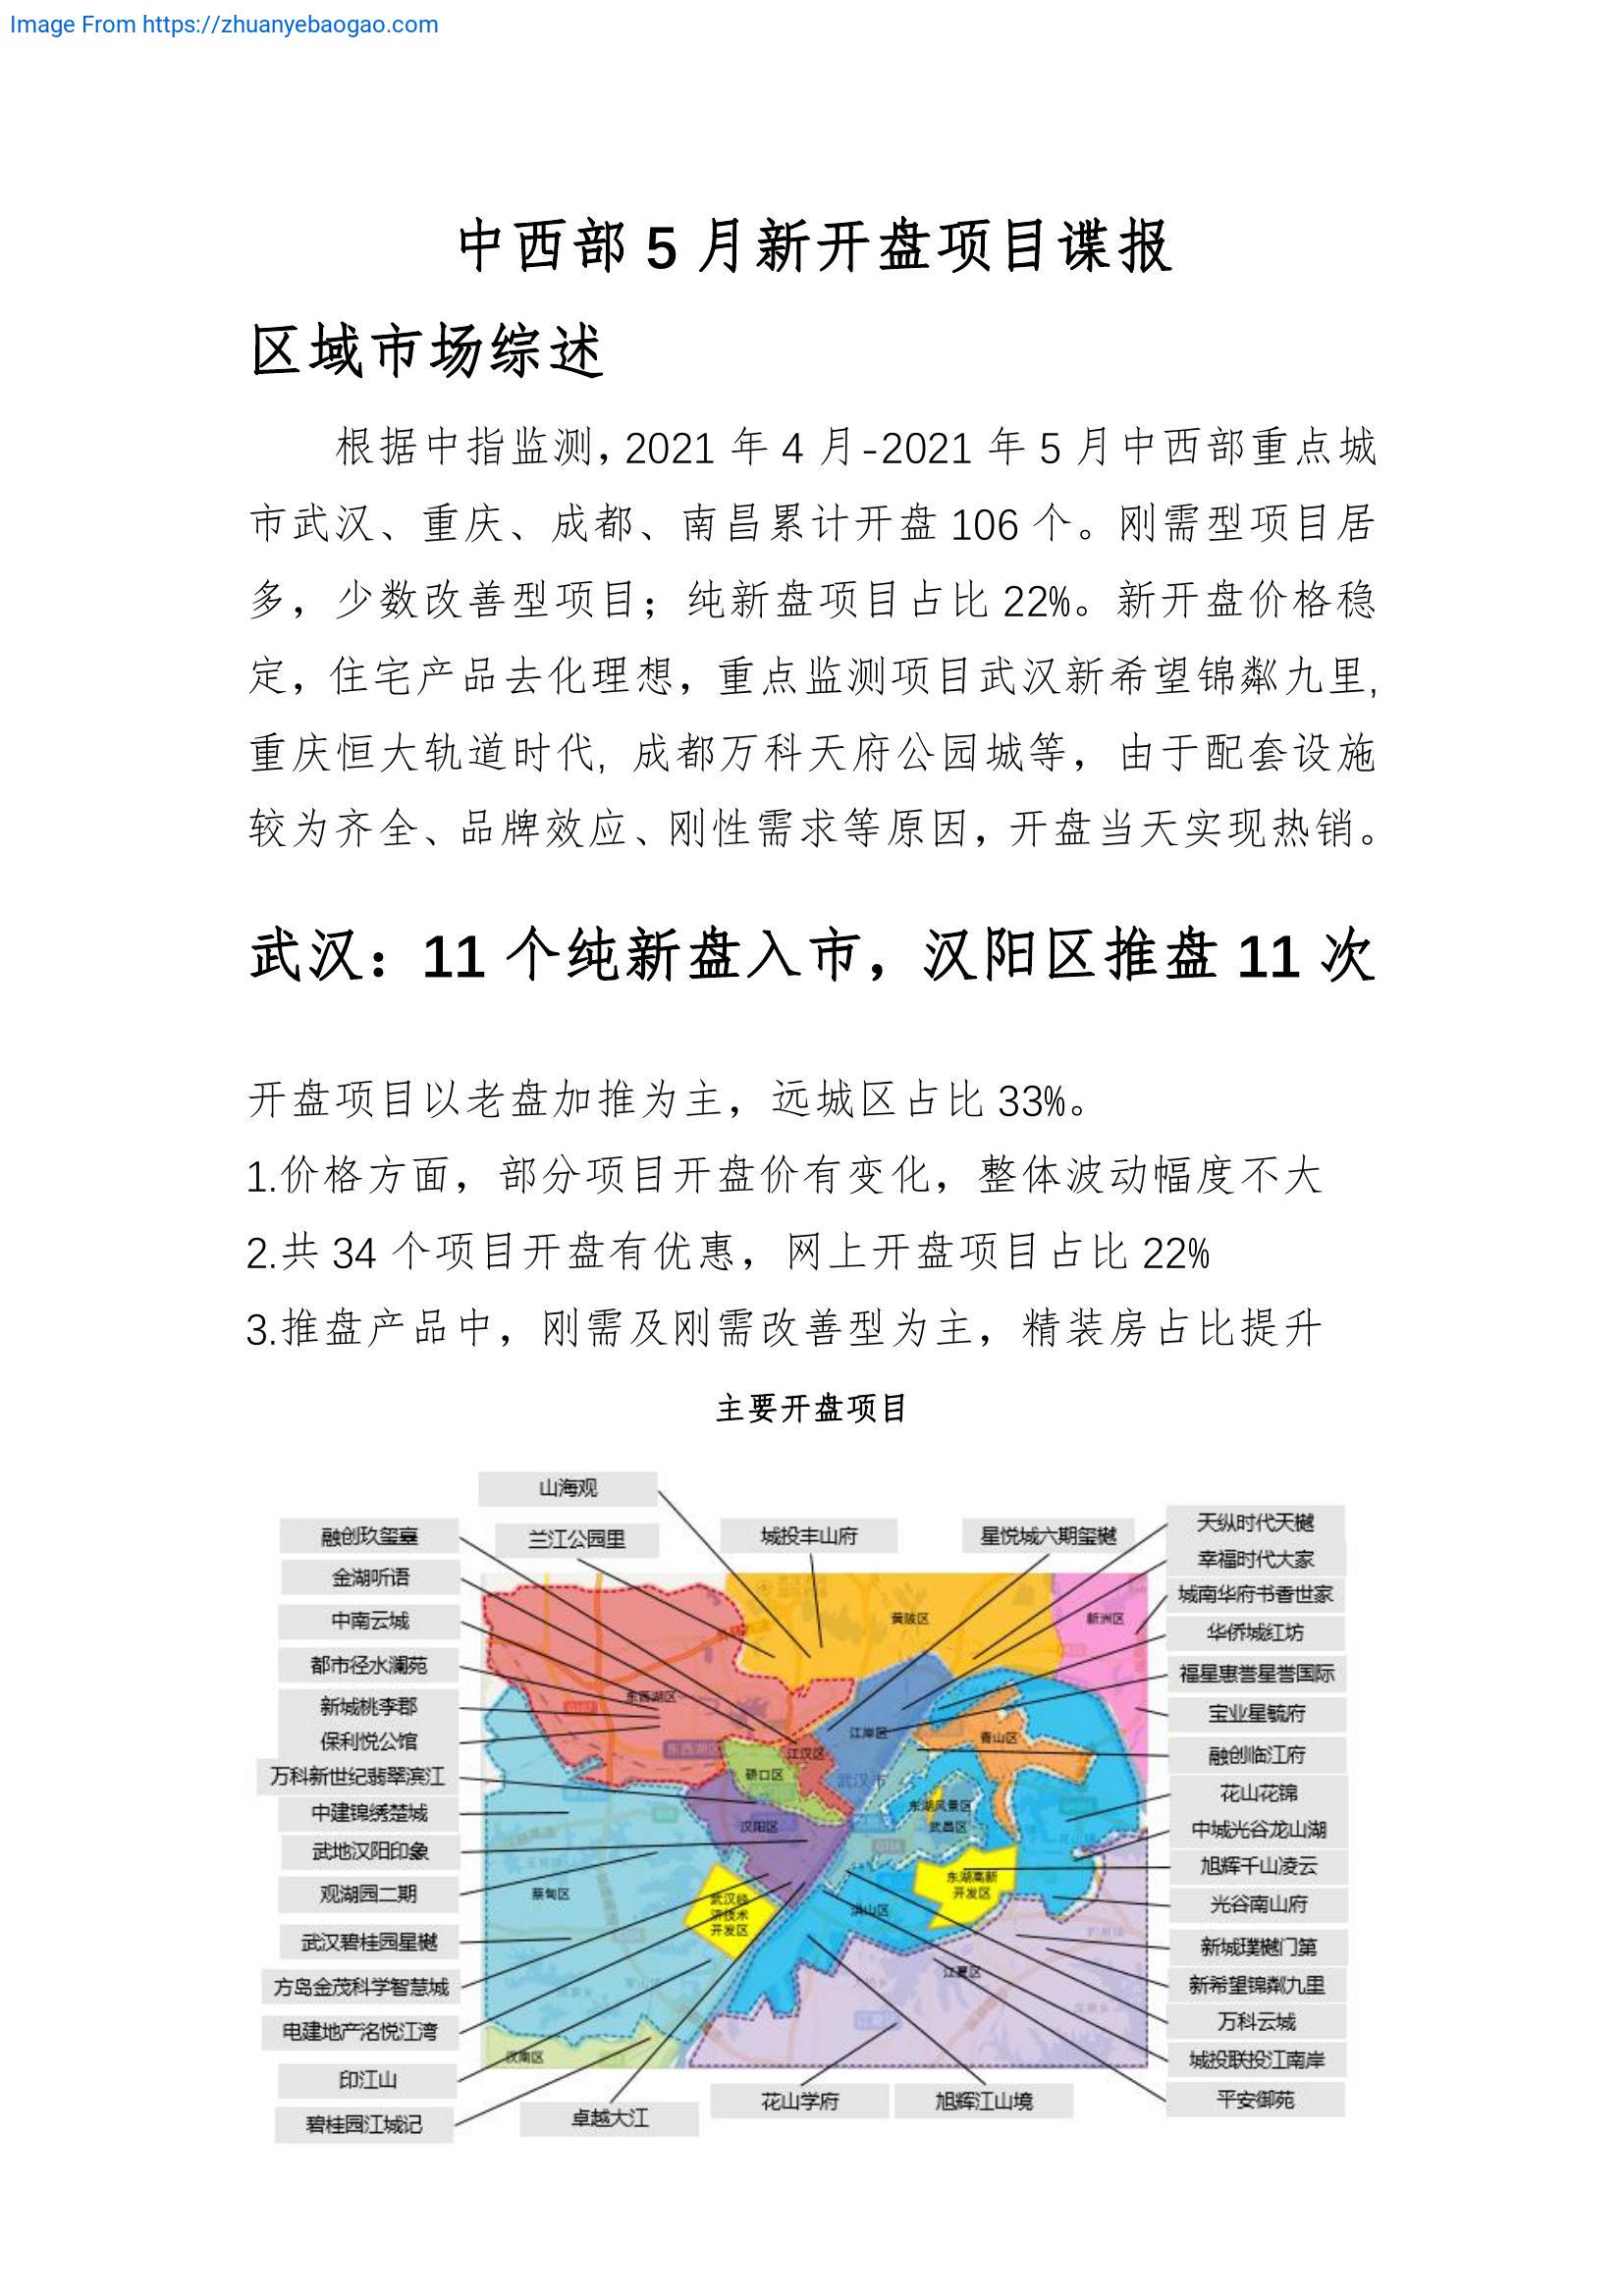 Image From https://zhuanyebaogao.com
中西部 5 月新开盘项目谍报
区域市场综述
根据中指监测，2021 年 4 月-2021 年 5 月中西部重点城
市武汉、重庆、成都、南昌累计开盘 106 个。刚需型项目居
多，少数改善型项目；纯新盘项目占比 22%。新开盘价格稳
定，住宅产品去化理想，重点监测项目武汉新希望锦粼九里,
重庆恒大轨道时代, 成都万科天府公园城等，由于配套设施
较为齐全、品牌效应、刚性需求等原因，开盘当天实现热销。
武汉：11 个纯新盘入市，汉阳区推盘 11 次
开盘项目以老盘加推为主，远城区占比 33%。
1.价格方面，部分项目开盘价有变化，整体波动幅度不大
2.共 34 个项目开盘有优惠，网上开盘项目占比 22%
3.推盘产品中，刚需及刚需改善型为主，精装房占比提升
主要开盘项目
山海观
融创玖玺臺
兰江公园里
城投丰山府
星悦城六期玺樾
天纵时代天樾
幸福时代大家
金湖听语
城南华府书香世家
中南云城
华侨城红坊
都市径水澜苑
福星惠誉星誉国际
新城桃李郡
宝业星毓府
保利悦公馆
融创临江府
万科新世纪翡翠滨江
花山花锦
中建锦绣楚城
中城光谷龙山湖
武地汉阳印象
旭辉千山凌云
观湖园二期
光谷南山府
武汉碧桂园星樾
新城璞樾门第
方岛金茂科学智慧城
新希望锦粼九里
电建地产洺悦江湾
万科云城
印江山
城投联投江南岸
碧桂园江城记
卓越大江
花山学府
旭辉江山境
平安御苑
黄陂区
新洲区
东西湖区
江岸区
青山区
江汉区
硚口区
武汉市
东湖风景区
武昌区
汉阳区
东湖高新
开发区
蔡甸区
武汉经
济技术
开发区
洪山区
江夏区
汉南区